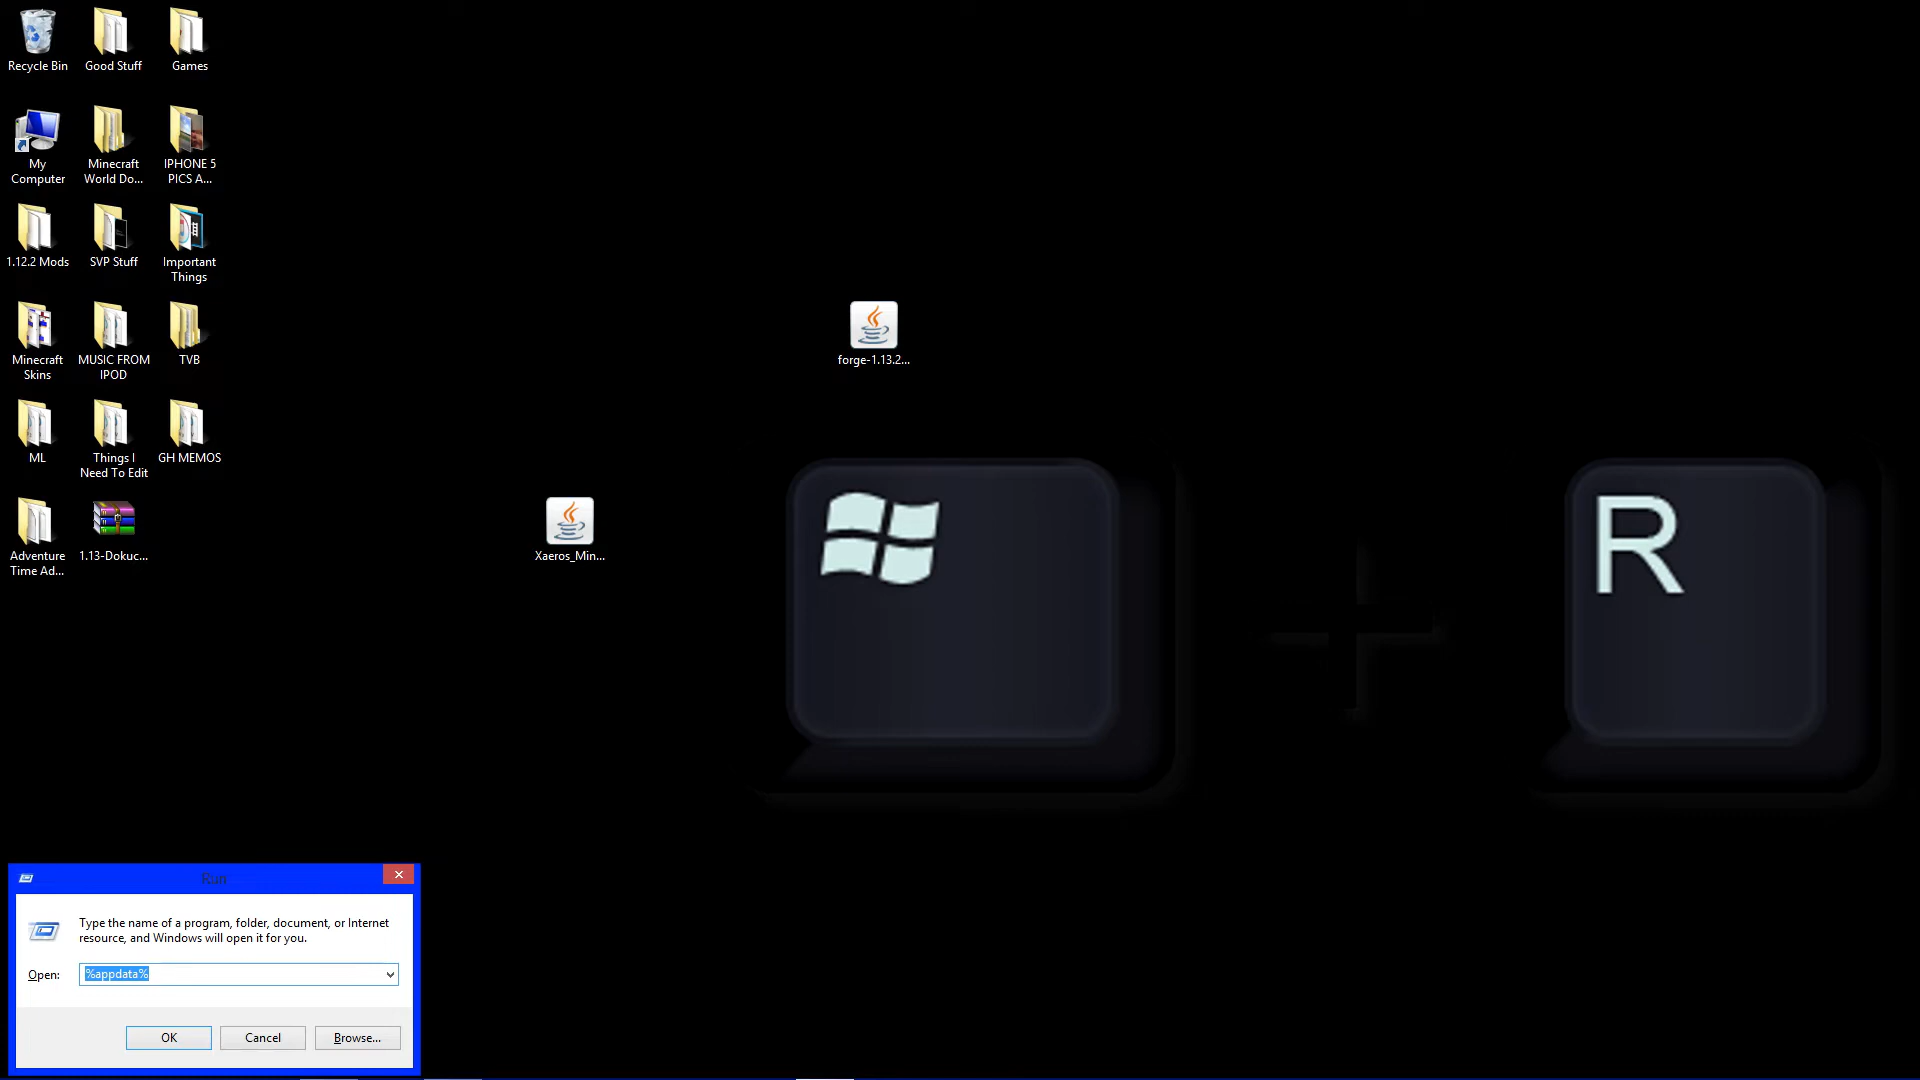 Recycle Bin
Good Stuff
Games
My
Computer
Minecraft
World Do...
IPHONE 5
PICS A...
1.12.2 Mods
SVP Stuff
Important
Things
Minecraft
Skins
MUSIC FROM
IPOD
TVB
forge-1.13.2...
ML
Things I
Need To Edit
GH MEMOS
Adventure
Time Ad...
1.13-Dokuc...
Xaeros_Min...
R
Run
Type the name of a program, folder, document, or Internet
resource, and Windows will open it for you.
Open:
%appdata%
OK
Cancel
Browse...